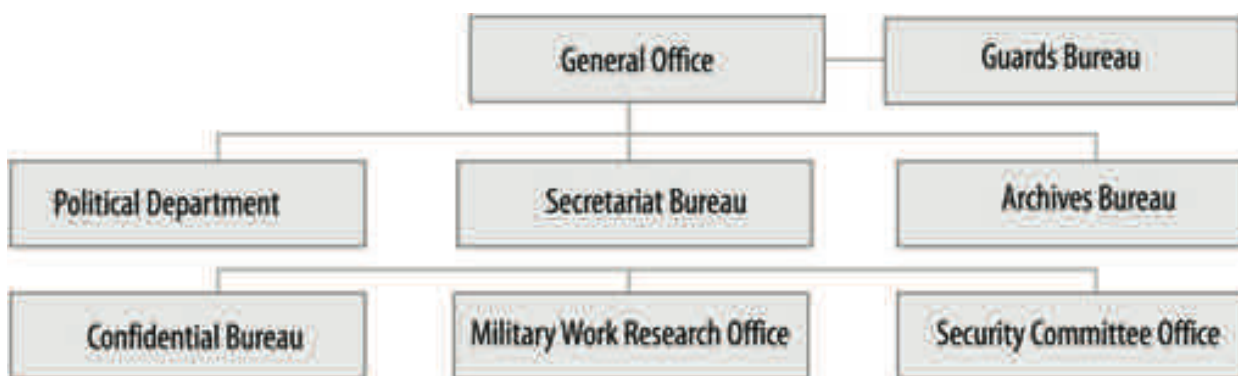 General Office
Guards Bureau
Political Department
Secretariat Bureau
Archives Bureau
Confidential Bureau
Military Work Research Office
Security Committee Office